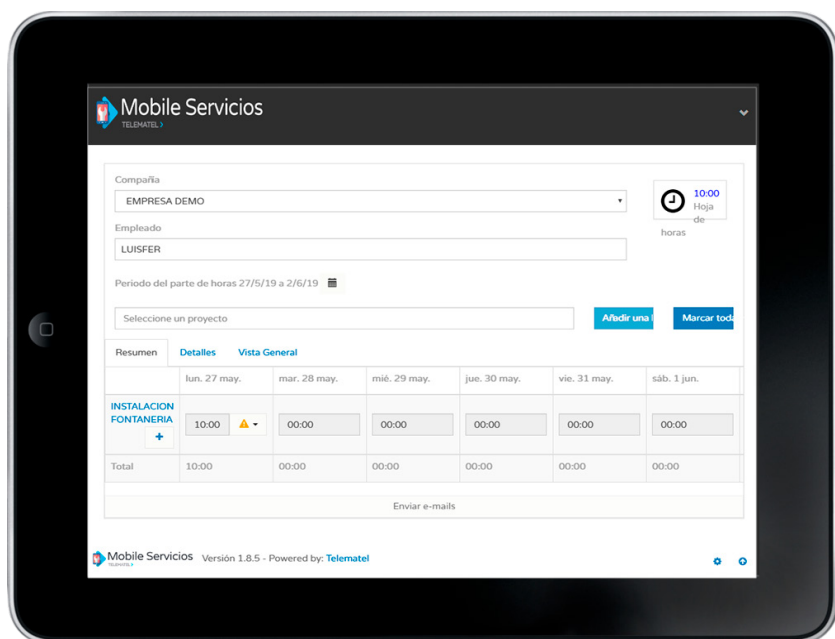 Mobile Servicios
TELEMATEL
Compañía
EMPRESA DEMO
10:00
Hoja
de
horas
Empleado
LUISFER
Periodo del parte de horas 27/5/19 a 2/6/19
Seleccione un proyecto
Añadir una l
Marcar toda
Resumen Detalles Vista General
lun. 27 may. mar. 28 may. mié. 29 may. jue. 30 may. vie. 31 may. sáb. 1 jun.
INSTALACION
FONTANERIA
+
10:00 00:00 00:00 00:00 00:00 00:00
Total 10:00 00:00 00:00 00:00 00:00 00:00
Enviar e-mails
Mobile Servicios Versión 1.8.5 - Powered by: Telematel
TELEMATEL